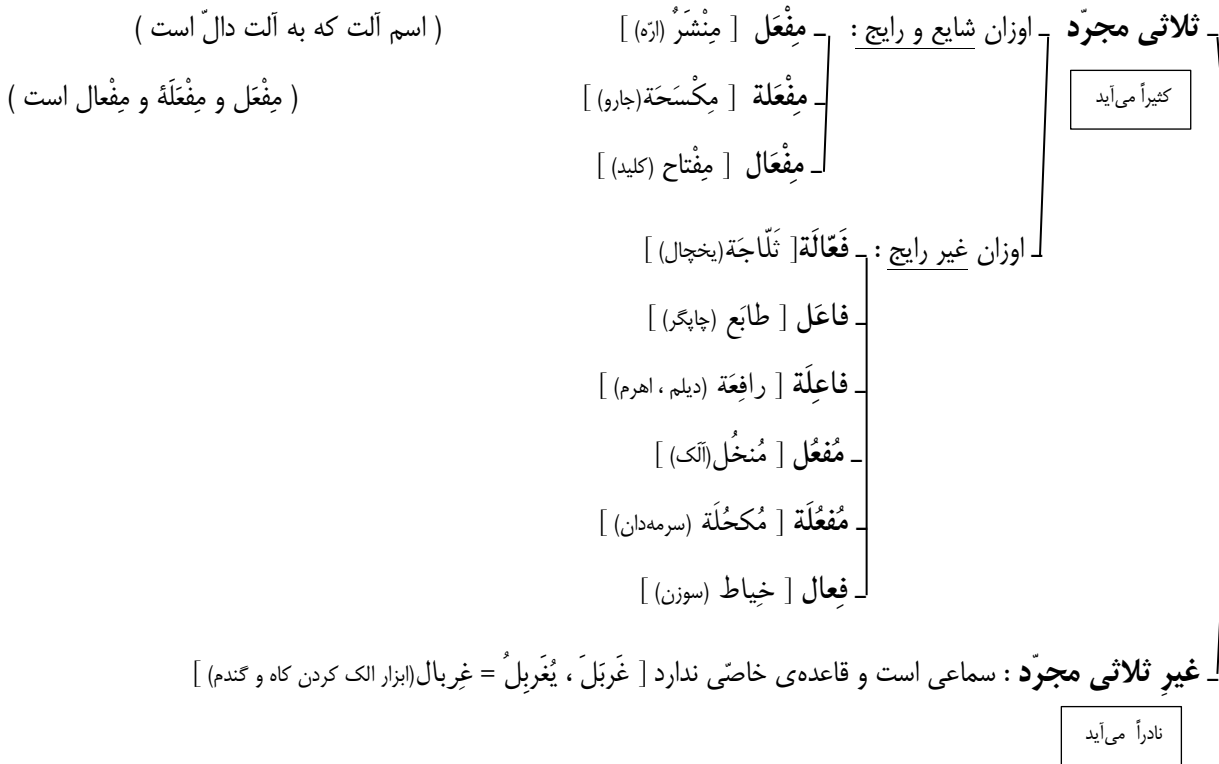 ـ ثلاثی مجرّد ـ اوزان شایع و رایج : ـ مِفْعَل [ مِنْشَرٌ (ارّه) ] ( اسم آلت که به آلت دالّ است )
کثیراً می‌آید
ـ مِفْعَلة [ مِکْسَحَة(جارو) ] ( مِفْعَل و مِفْعَلَهٔ و مِفْعال است )
ـ مِفْعَال [ مِفْتاح (کلید) ]
ـ اوزان غیر رایج : ـ فَعّالَة[ ثَلّاجَة(یخچال) ]
ـ فاعَل [ طابَع (چاپگر) ]
ـ فاعِلَة [ رافِعَة (دیلم ، اهرم) ]
ـ مُفعُل [ مُنخُل(اَلَک) ]
ـ مُفعُلَة [ مُکحُلَة (سرمه‌دان) ]
ـ فِعال [ خِیاط (سوزن) ]
ـ غیرِ ثلاثی مجرّد : سماعی است و قاعده‌ی خاصّی ندارد [ غَربَلَ ، یُغَربِلُ = غِربال(ابزار الک کردن کاه و گندم) ]
نادراً می‌آید